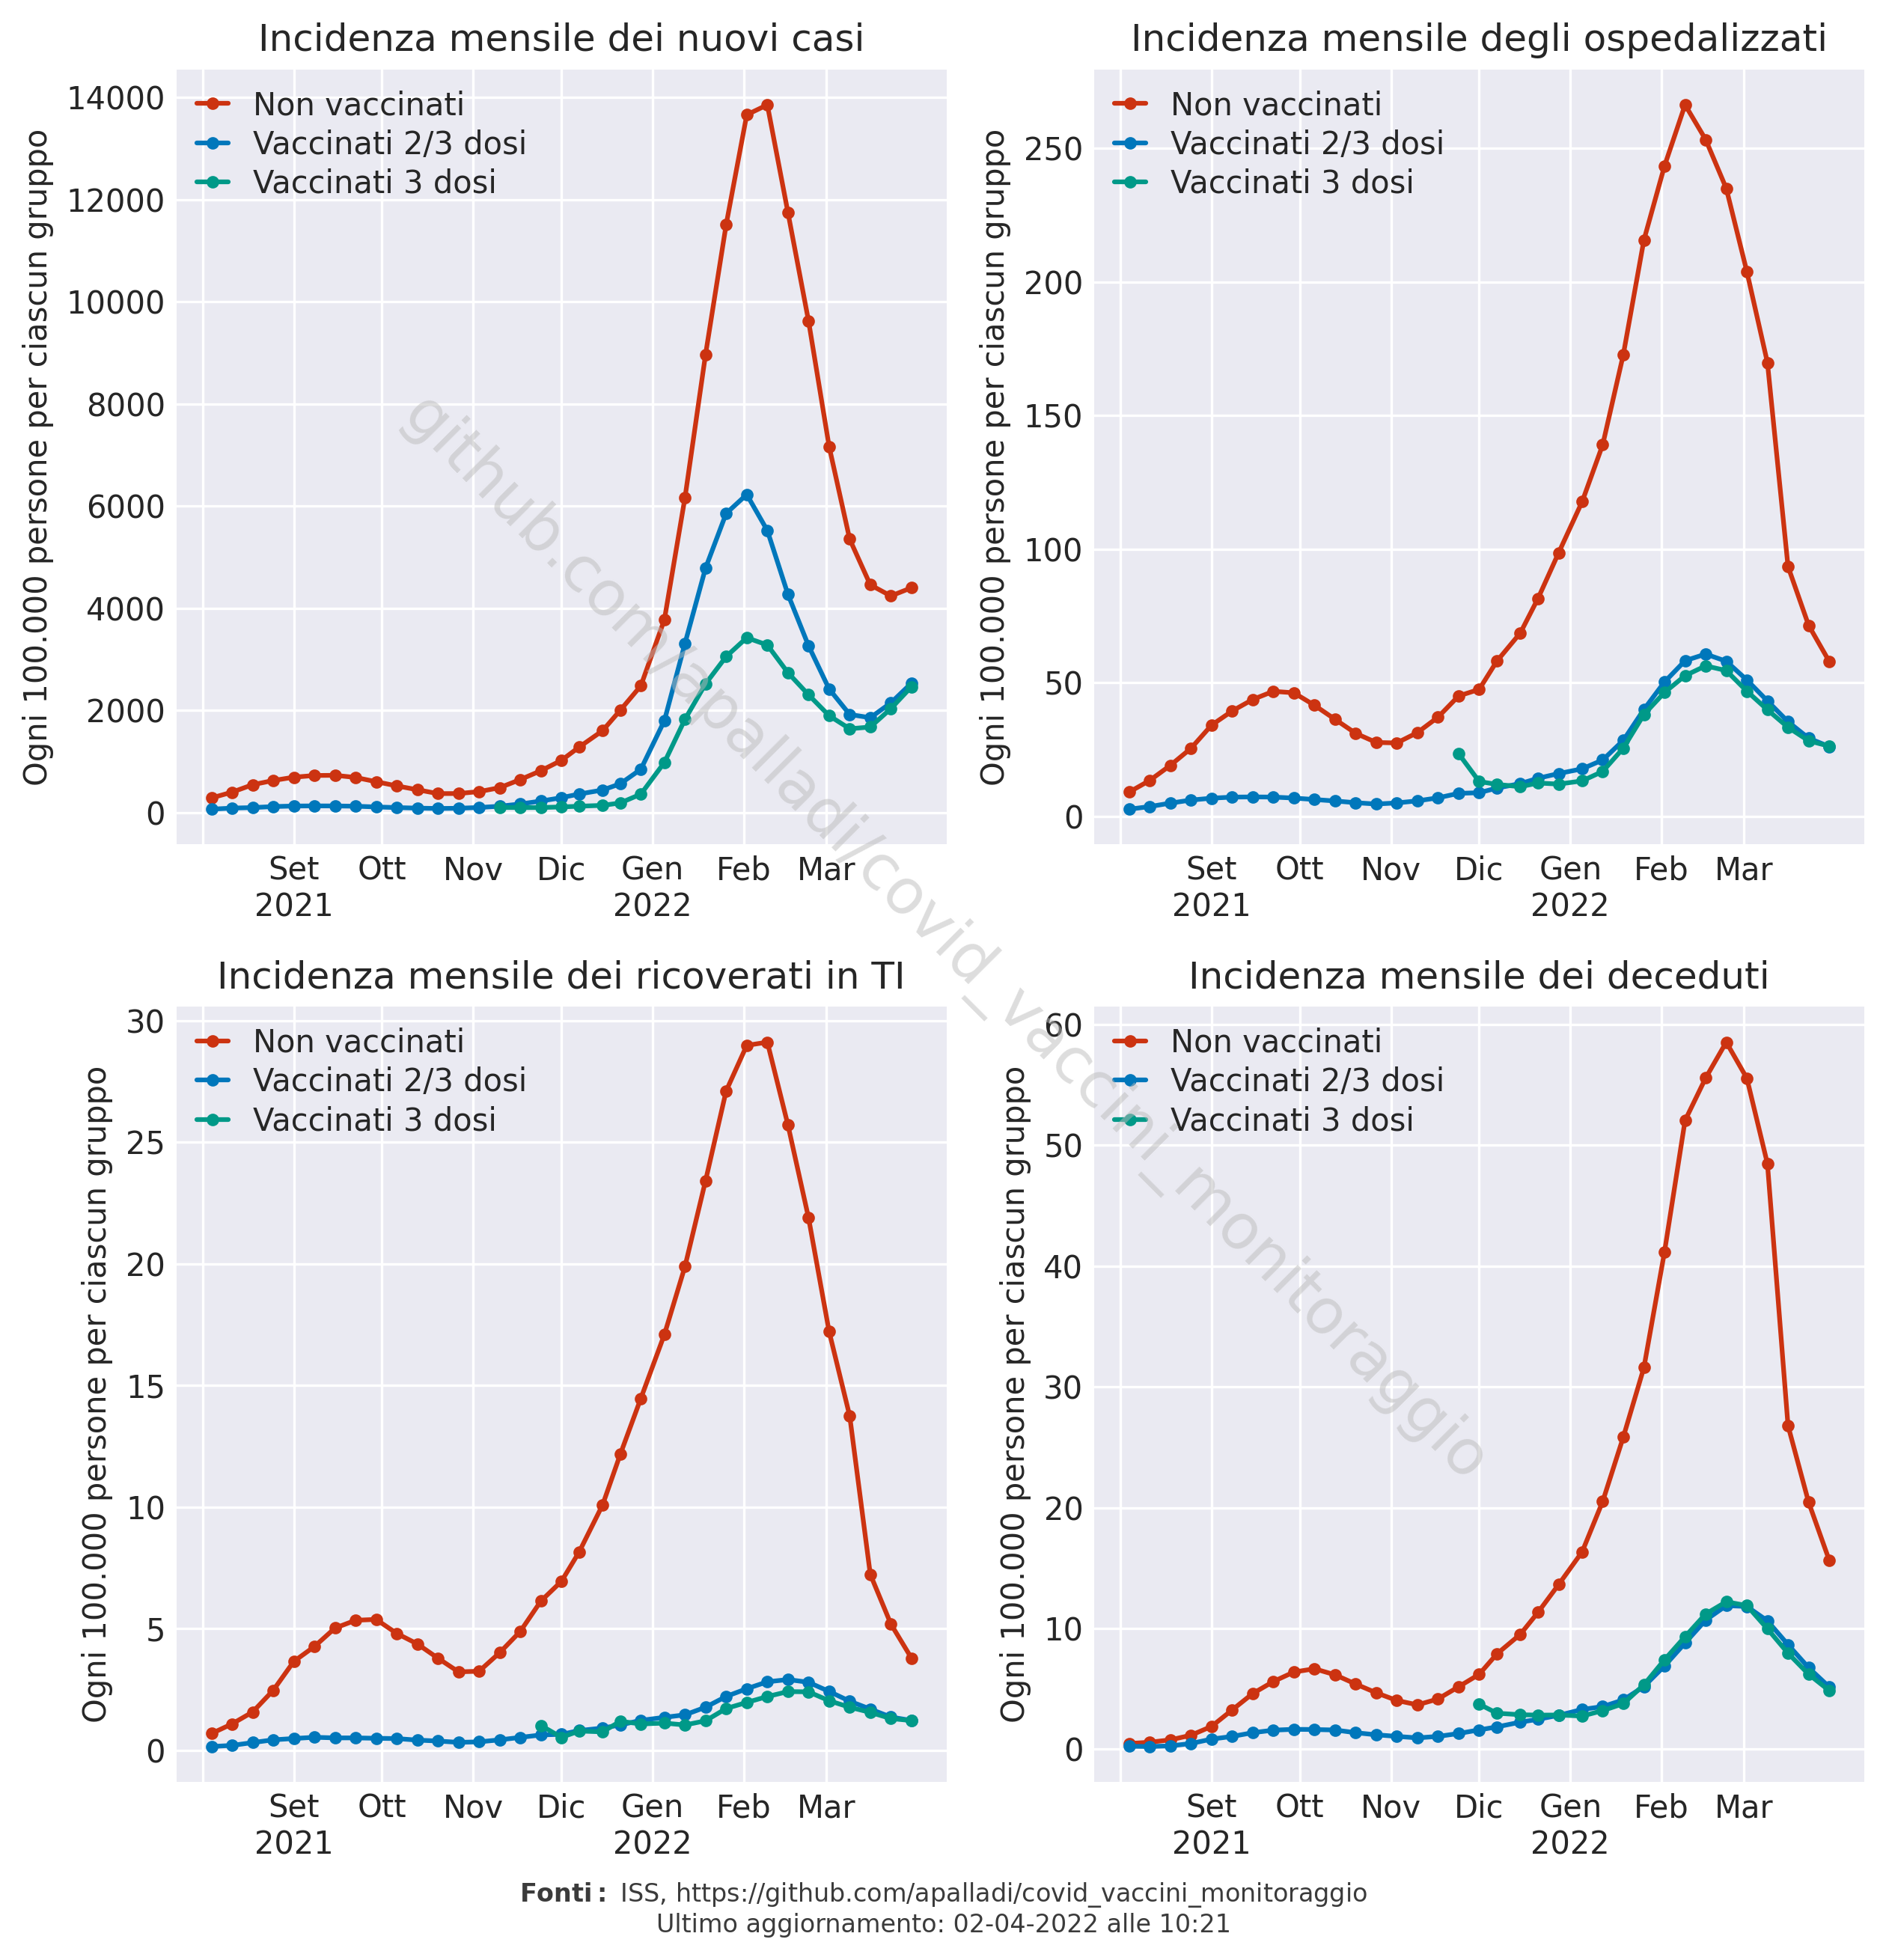 Incidenza mensile dei nuovi casi
Ogni 100.000 persone per ciascun gruppo
14000
12000
10000
8000
6000
4000
2000
0
Non vaccinati
Vaccinati 2/3 dosi
Vaccinati 3 dosi
Set Ott Nov Dic Gen Feb Mar
2021 2022
Incidenza mensile degli ospedalizzati
Ogni 100.000 persone per ciascun gruppo
250
200
150
100
50
0
Non vaccinati
Vaccinati 2/3 dosi
Vaccinati 3 dosi
Set Ott Nov Dic Gen Feb Mar
2021 2022
Incidenza mensile dei ricoverati in TI
Ogni 100.000 persone per ciascun gruppo
30
25
20
15
10
5
0
Non vaccinati
Vaccinati 2/3 dosi
Vaccinati 3 dosi
Set Ott Nov Dic Gen Feb Mar
2021 2022
Incidenza mensile dei deceduti
Ogni 100.000 persone per ciascun gruppo
60
50
40
30
20
10
0
Non vaccinati
Vaccinati 2/3 dosi
Vaccinati 3 dosi
Set Ott Nov Dic Gen Feb Mar
2021 2022
github.com/apalladi/covid_vaccini_monitoraggio
Fonti: ISS, https://github.com/apalladi/covid_vaccini_monitoraggio
Ultimo aggiornamento: 02-04-2022 alle 10:21